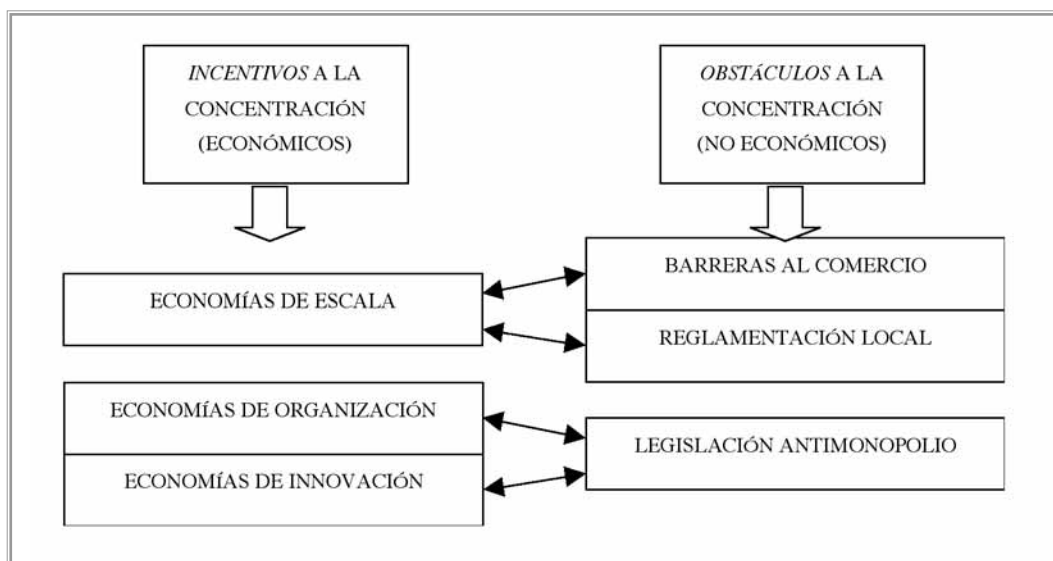 INCENTIVOS A LA
CONCENTRACIÓN
(ECONÓMICOS)
OBSTÁCULOS A LA
CONCENTRACIÓN
(NO ECONÓMICOS)
ECONOMÍAS DE ESCALA
BARRERAS AL COMERCIO
REGLAMENTACIÓN LOCAL
ECONOMÍAS DE ORGANIZACIÓN
ECONOMÍAS DE INNOVACIÓN
LEGISLACIÓN ANTIMONOPOLIO